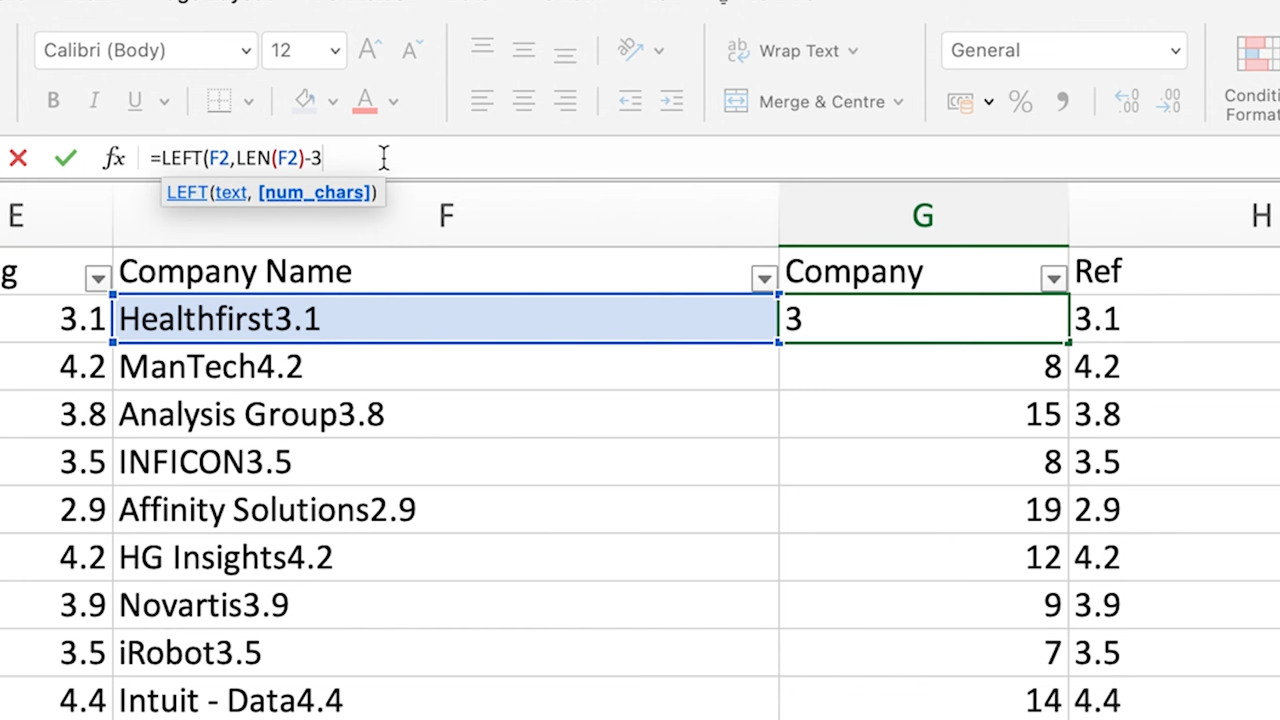 Calibri (Body) 12 A A ab Wrap Text General
B I U A Merge & Centre % Conditi
Format
fx =LEFT(F2,LEN(F2)-3
LEFT(text, [num_chars])
E F G H
g Company Name Company Ref
3.1 Healthfirst3.1 3 3.1
4.2 ManTech4.2 8 4.2
3.8 Analysis Group3.8 15 3.8
3.5 INFICON3.5 8 3.5
2.9 Affinity Solutions2.9 19 2.9
4.2 HG Insights4.2 12 4.2
3.9 Novartis3.9 9 3.9
3.5 iRobot3.5 7 3.5
4.4 Intuit - Data4.4 14 4.4